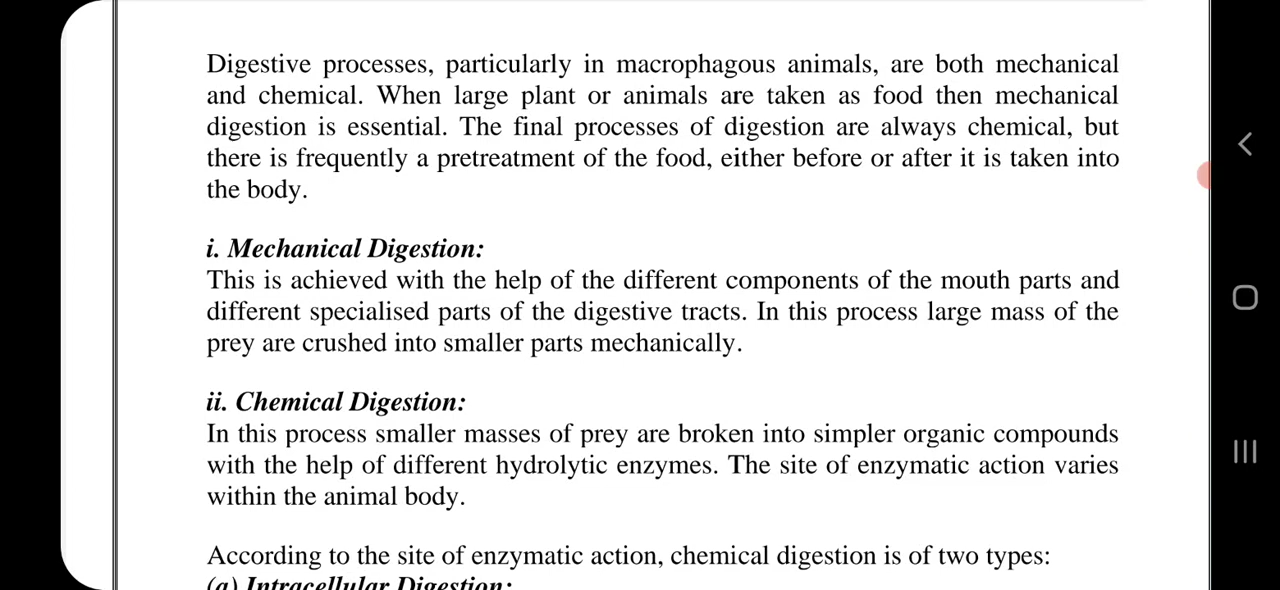 Digestive processes, particularly in macrophagous animals, are both mechanical
and chemical. When large plant or animals are taken as food then mechanical
digestion is essential. The final processes of digestion are always chemical, but
there is frequently a pretreatment of the food, either before or after it is taken into
the body.
i. Mechanical Digestion:
This is achieved with the help of the different components of the mouth parts and
different specialised parts of the digestive tracts. In this process large mass of the
prey are crushed into smaller parts mechanically.
ii. Chemical Digestion:
In this process smaller masses of prey are broken into simpler organic compounds
with the help of different hydrolytic enzymes. The site of enzymatic action varies
within the animal body.
According to the site of enzymatic action, chemical digestion is of two types:
(a) Intracellular Digestion: